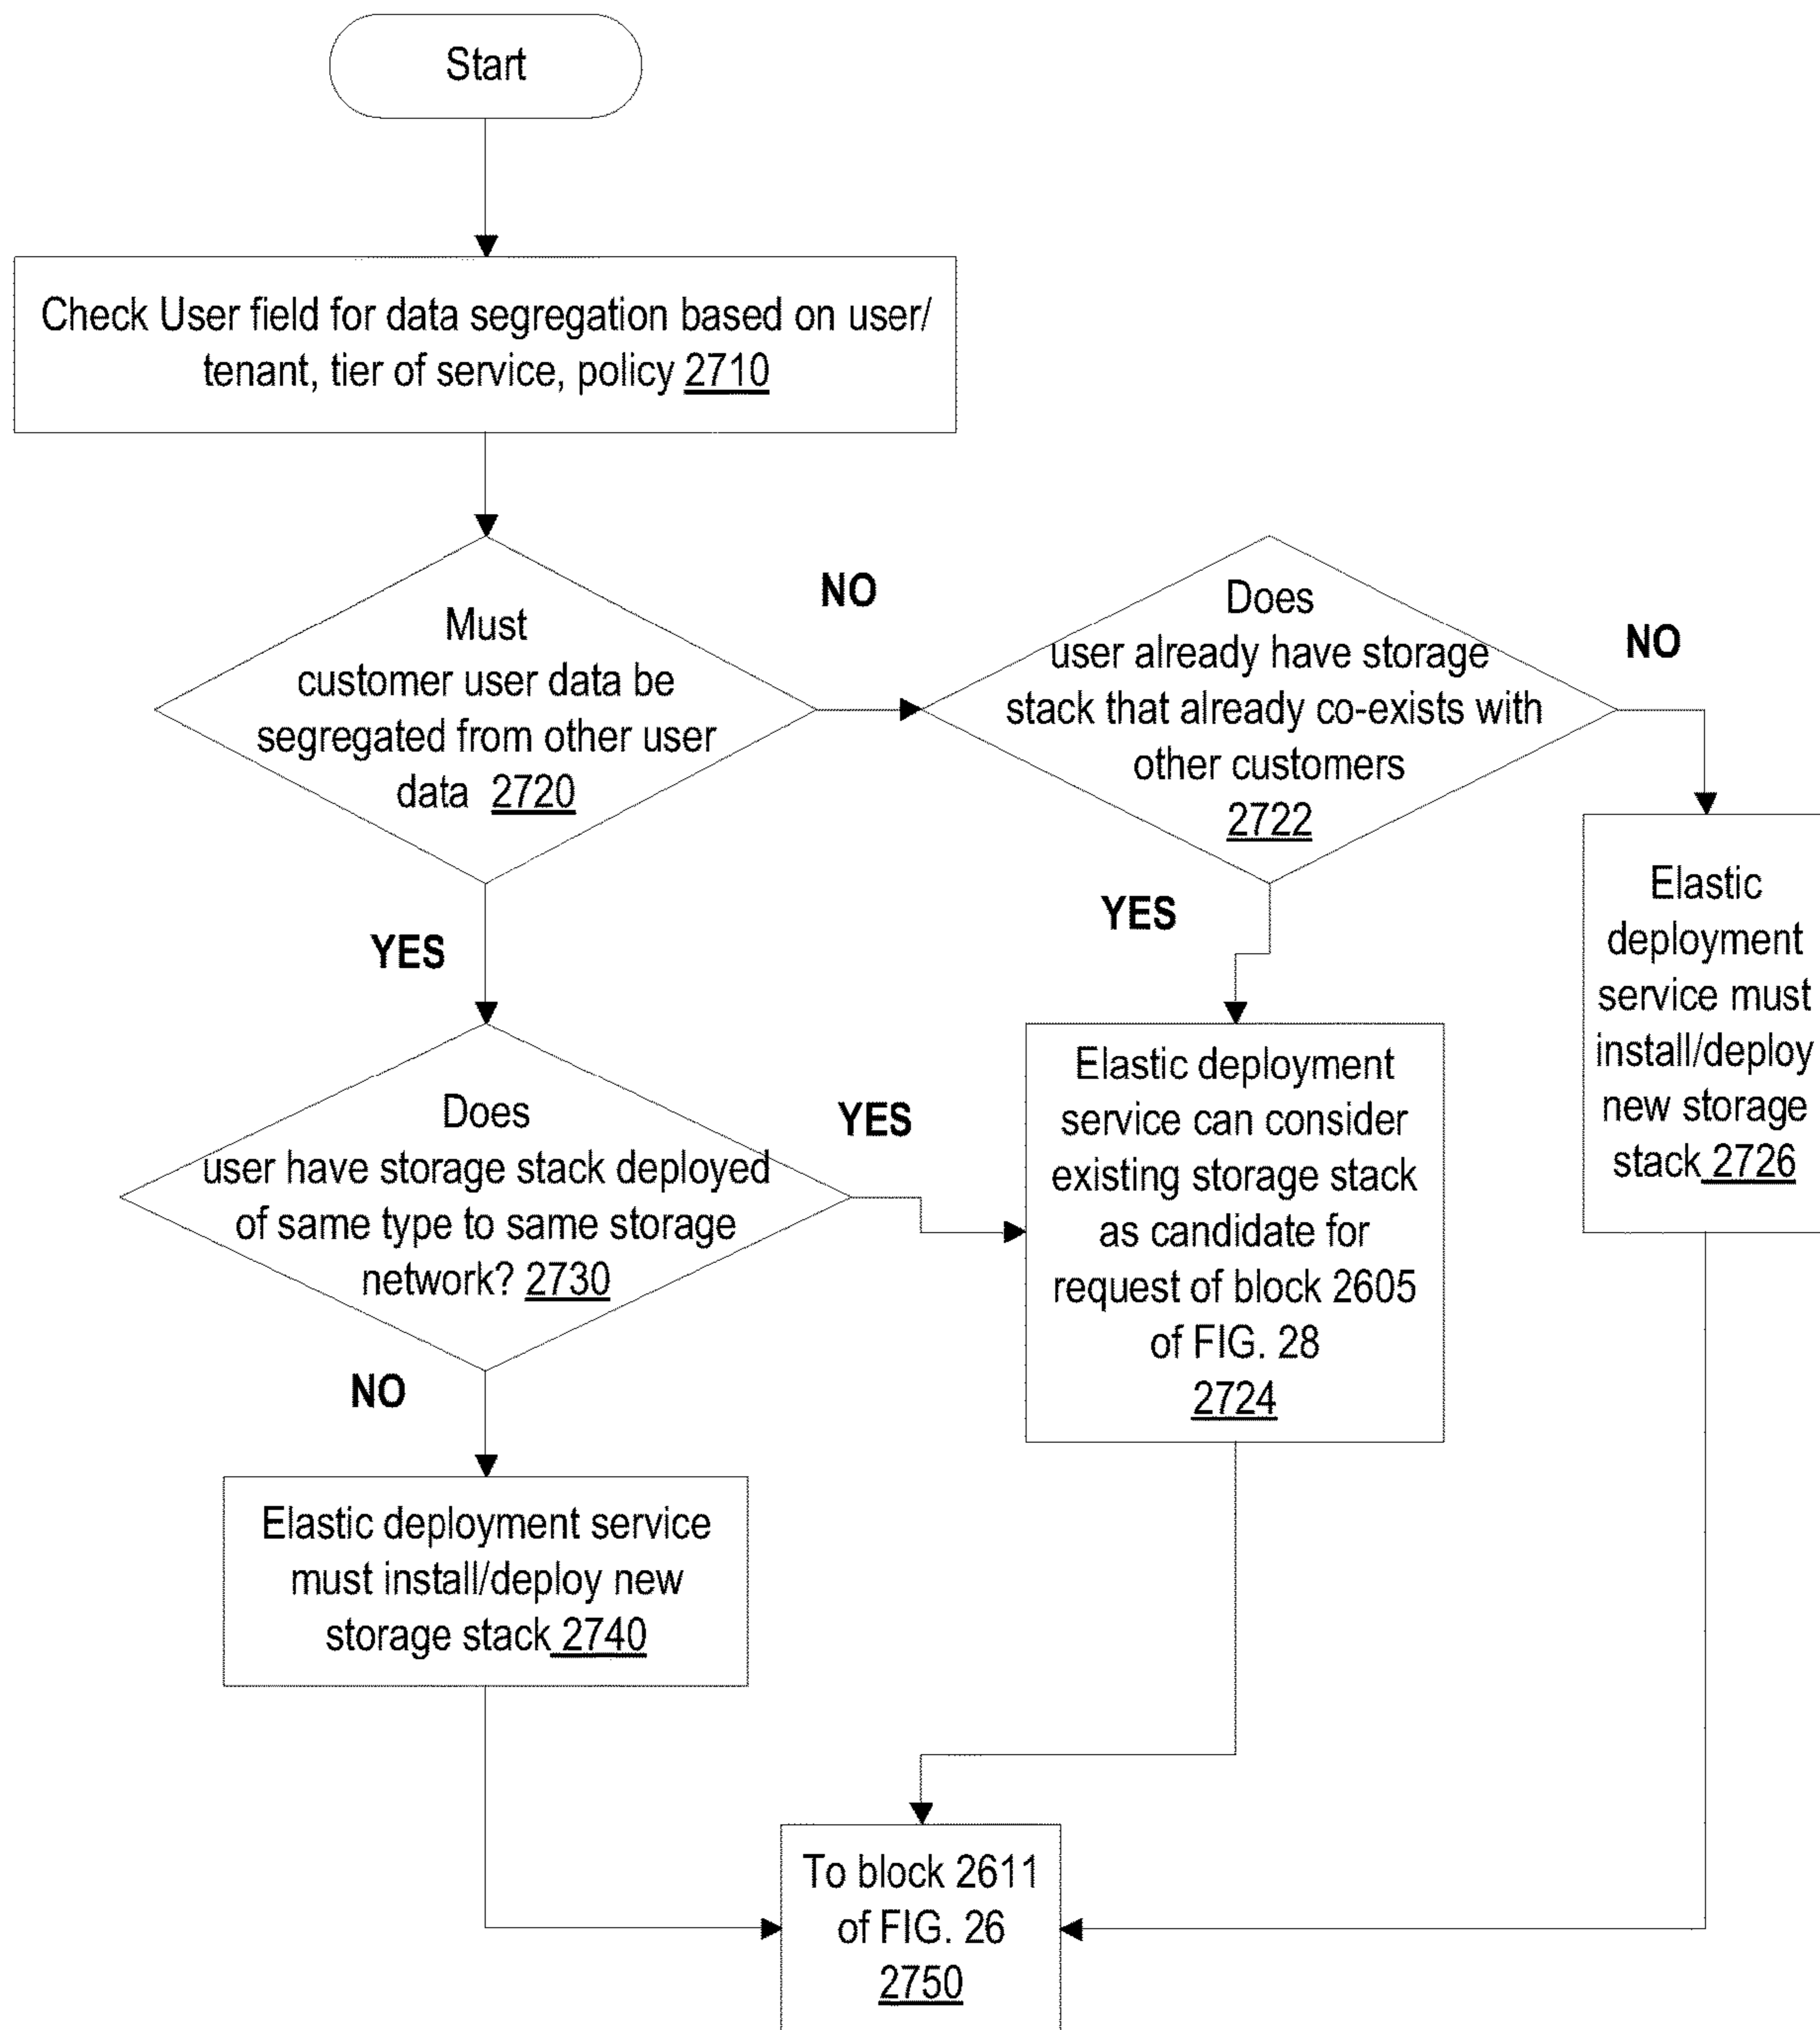 Start
Check User field for data segregation based on user/
tenant, tier of service, policy 2710
Must
customer user data be
segregated from other user
data 2720
NO
Does
user already have storage
stack that already co-exists with
other customers
2722
NO
YES
YES
Elastic
deployment
service must
install/deploy
new storage
stack 2726
Does
user have storage stack deployed
of same type to same storage
network? 2730
YES
Elastic deployment
service can consider
existing storage stack
as candidate for
request of block 2605
of FIG. 28
2724
NO
Elastic deployment service
must install/deploy new
storage stack 2740
To block 2611
of FIG. 26
2750